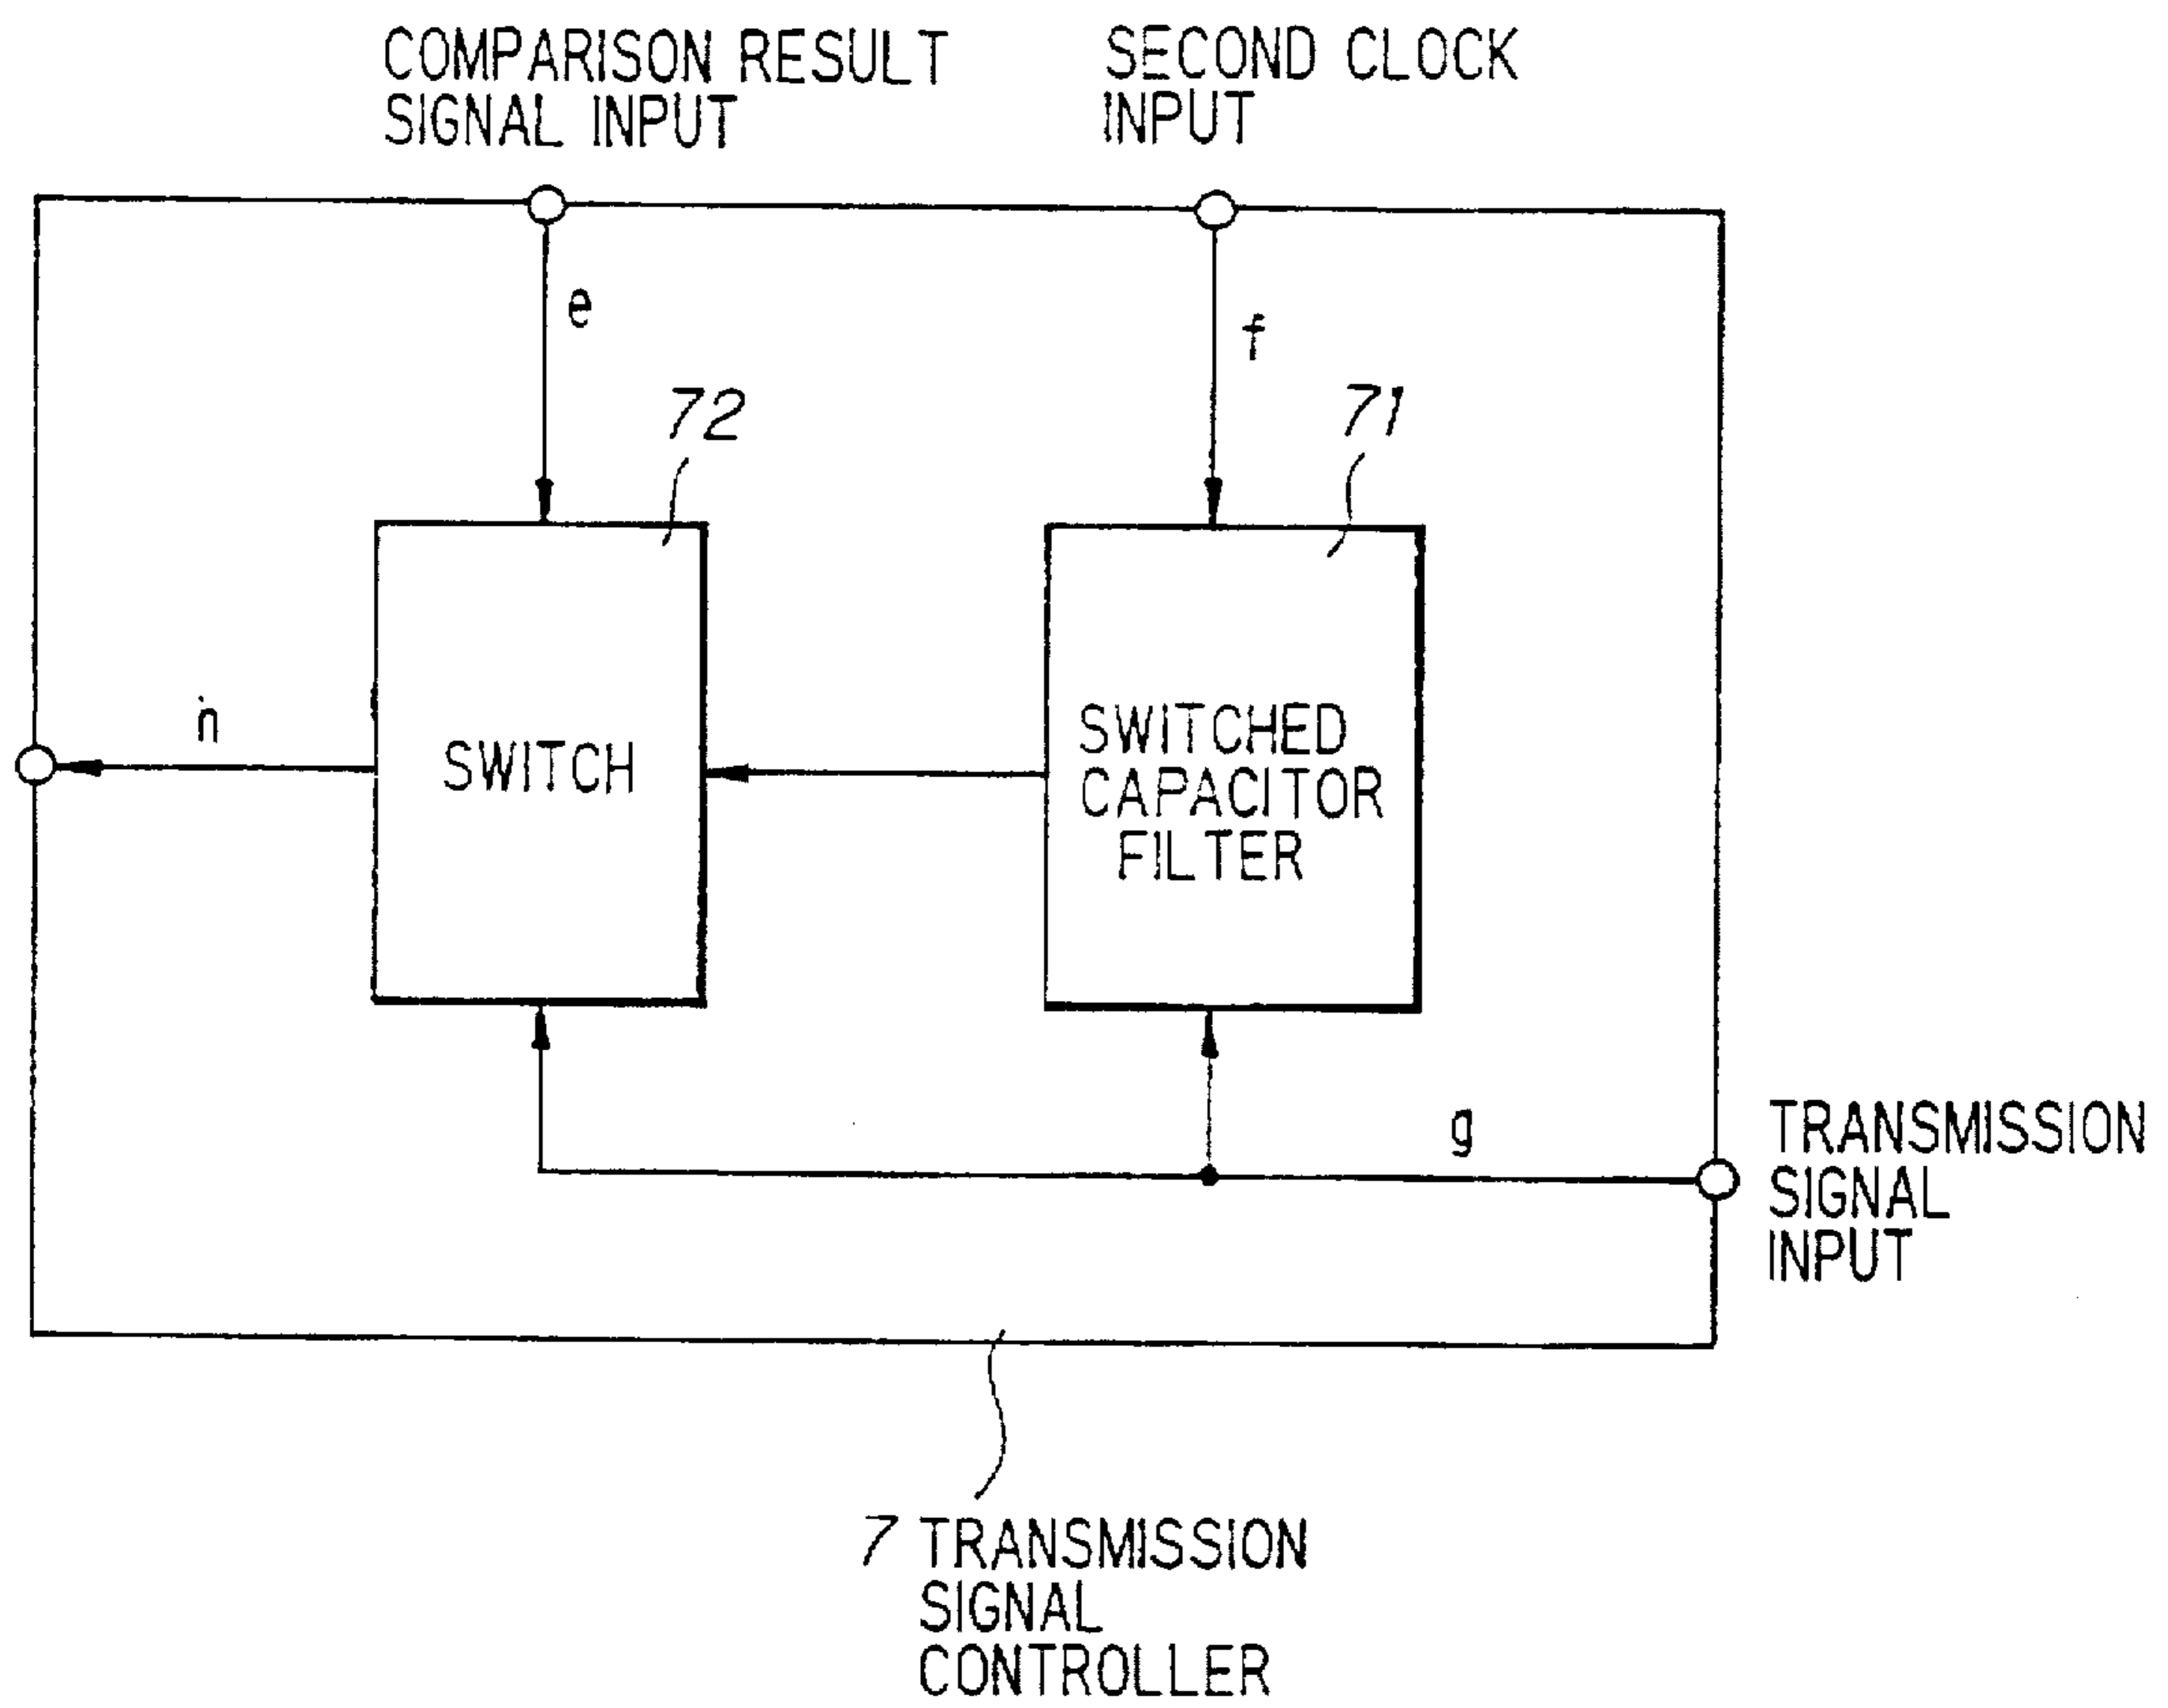 COMPARISON RESULT
SIGNAL INPUT
SECOND CLOCK
INPUT
e
f
72
71
n
SWITCH
SWITCHED
CAPACITOR
FILTER
g
TRANSMISSION
SIGNAL
INPUT
7 TRANSMISSION
SIGNAL
CONTROLLER